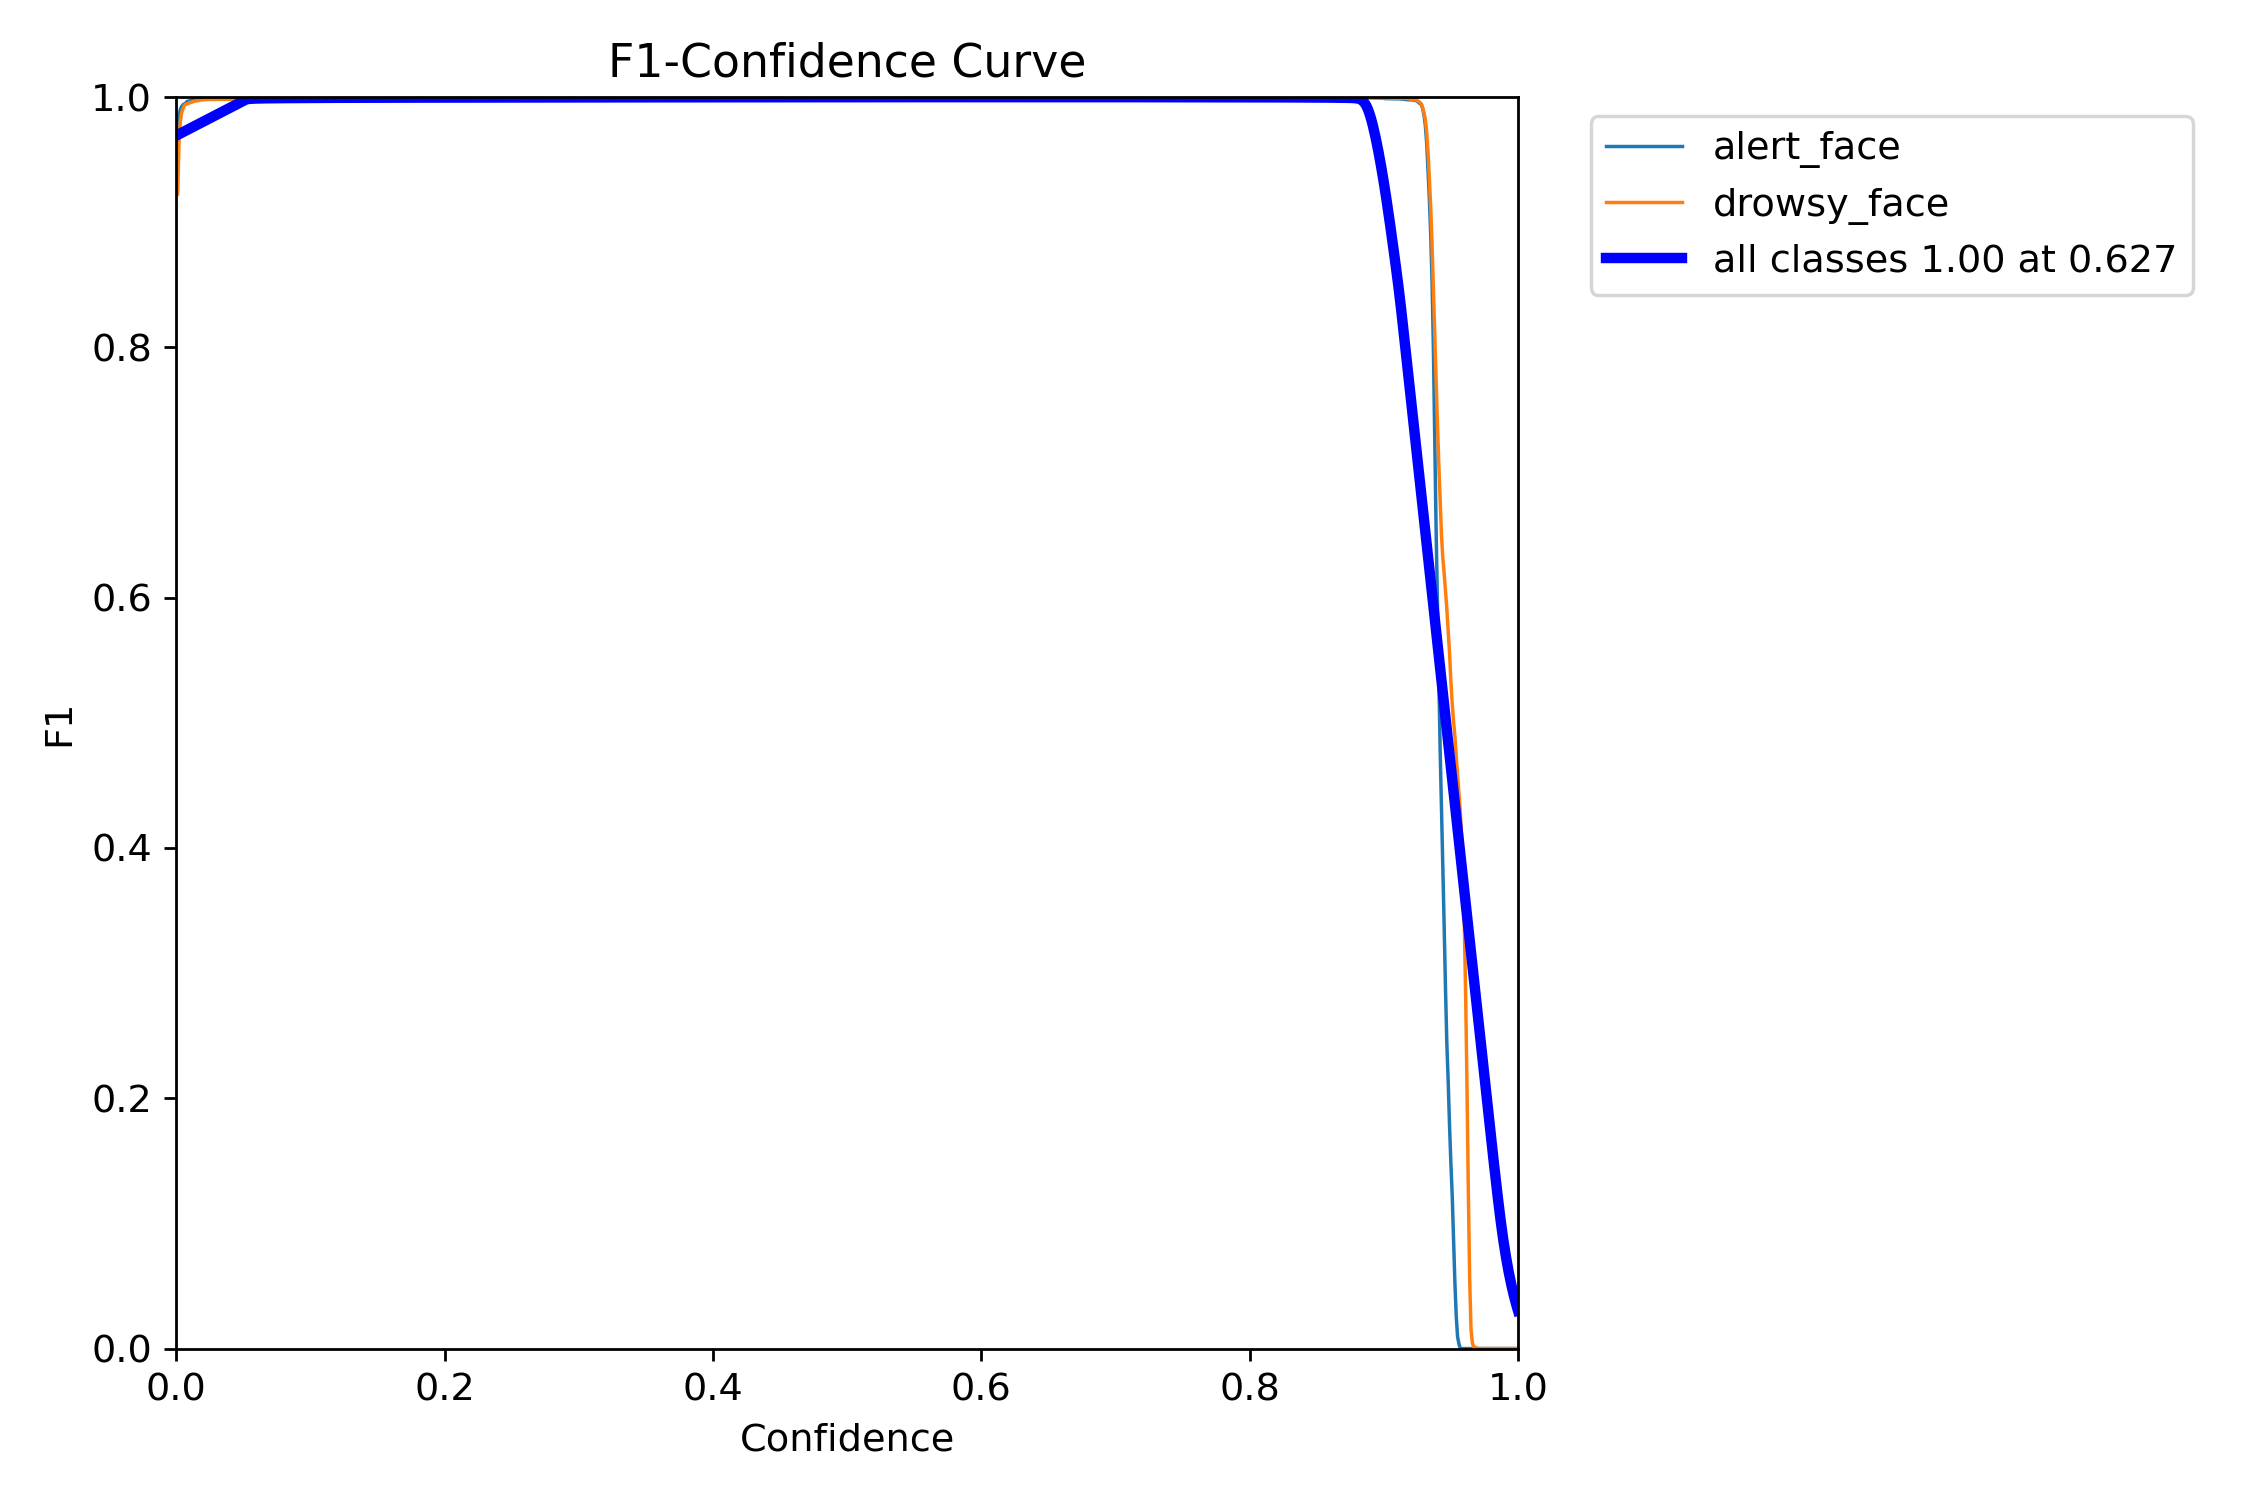 F1-Confidence Curve
1.0
0.8
0.6
0.4
0.2
0.0
F1
0.0 0.2 0.4 0.6 0.8 1.0
Confidence
alert_face
drowsy_face
all classes 1.00 at 0.627